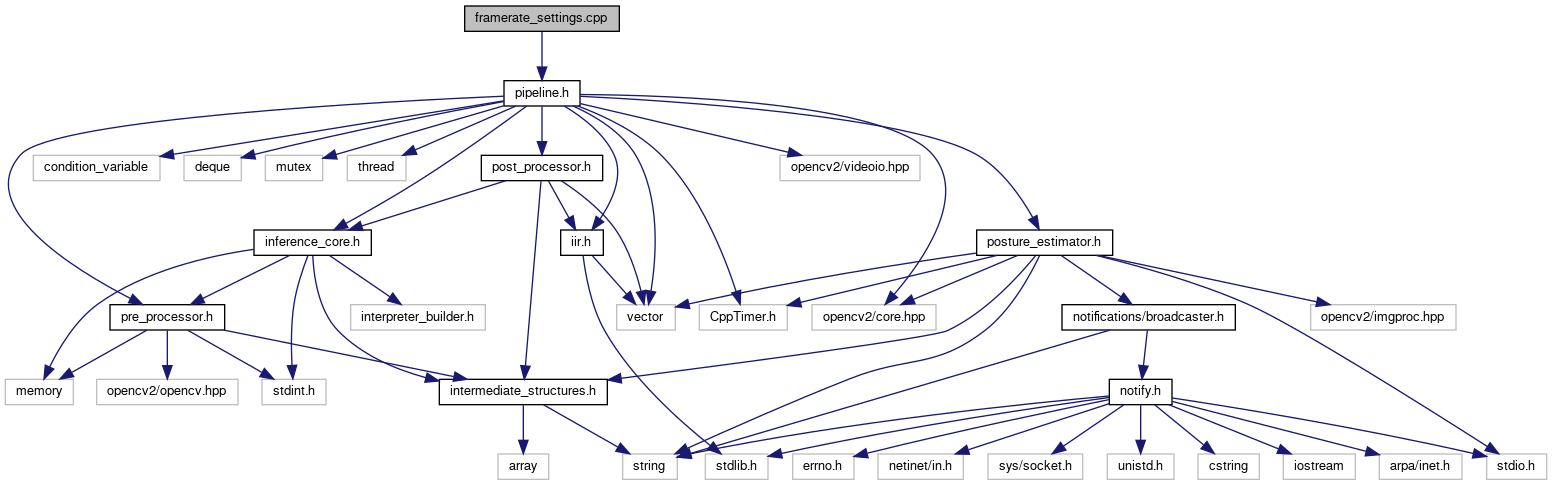 framerate_settings.cpp
pipeline.h
condition_variable
deque
mutex
thread
post_processor.h
opencv2/videoio.hpp
inference_core.h
iir.h
posture_estimator.h
pre_processor.h
interpreter_builder.h
vector
CppTimer.h
opencv2/core.hpp
notifications/broadcaster.h
opencv2/imgproc.hpp
memory
opencv2/opencv.hpp
stdint.h
intermediate_structures.h
notify.h
array
string
stdlib.h
errno.h
netinet/in.h
sys/socket.h
unistd.h
cstring
iostream
arpa/inet.h
stdio.h